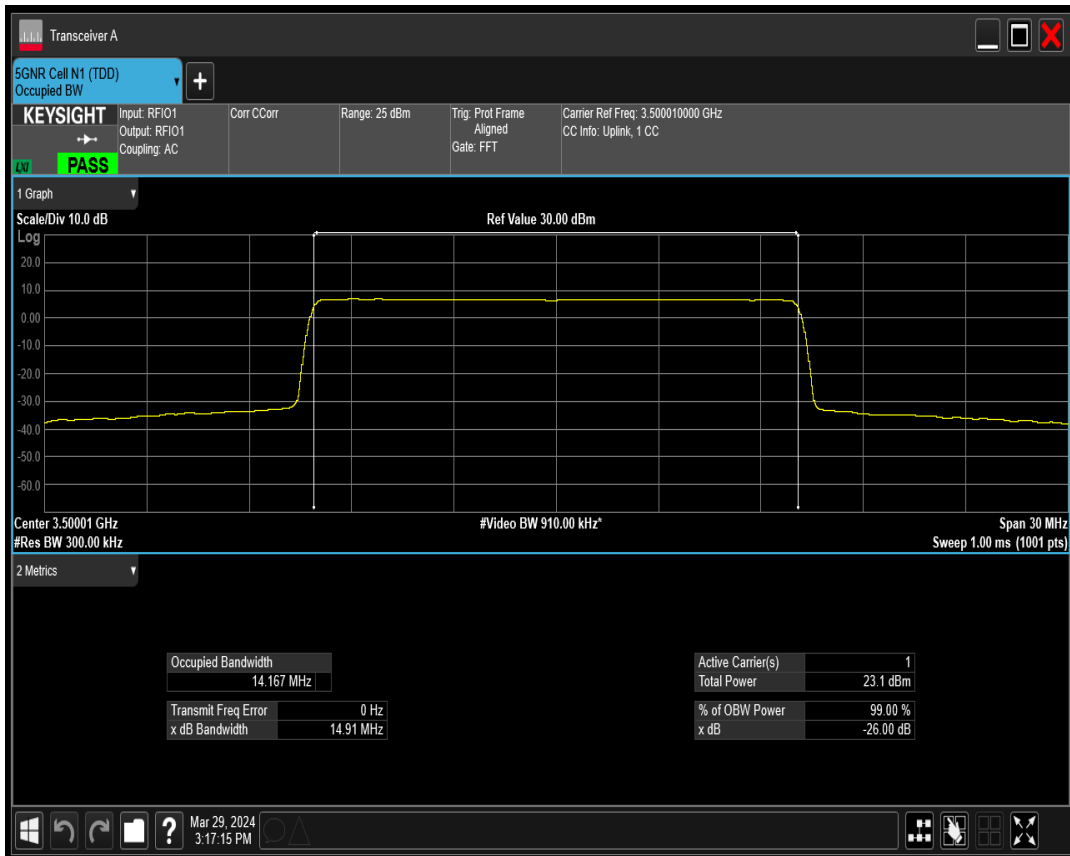 Transceiver A
5GNR Cell N1 (TDD)
Occupied BW
+
KEYSIGHT
LXI
PASS
Input: RFIO1
Output: RFIO1
Coupling: AC
Corr CCorr
Range: 25 dBm
Trig: Prot Frame
Aligned
Gate: FFT
Carrier Ref Freq: 3.500010000 GHz
CC Info: Uplink, 1 CC
1 Graph
Scale/Div 10.0 dB
Ref Value 30.00 dBm
Log
20.0
10.0
0.00
-10.0
-20.0
-30.0
-40.0
-50.0
-60.0
Center 3.50001 GHz
#Video BW 910.00 kHz*
Span 30 MHz
#Res BW 300.00 kHz
Sweep 1.00 ms (1001 pts)
2 Metrics
Occupied Bandwidth
14.167 MHz
Transmit Freq Error 0 Hz
x dB Bandwidth 14.91 MHz
Active Carrier(s) 1
Total Power 23.1 dBm
% of OBW Power 99.00 %
x dB -26.00 dB
?
Mar 29, 2024
3:17:15 PM